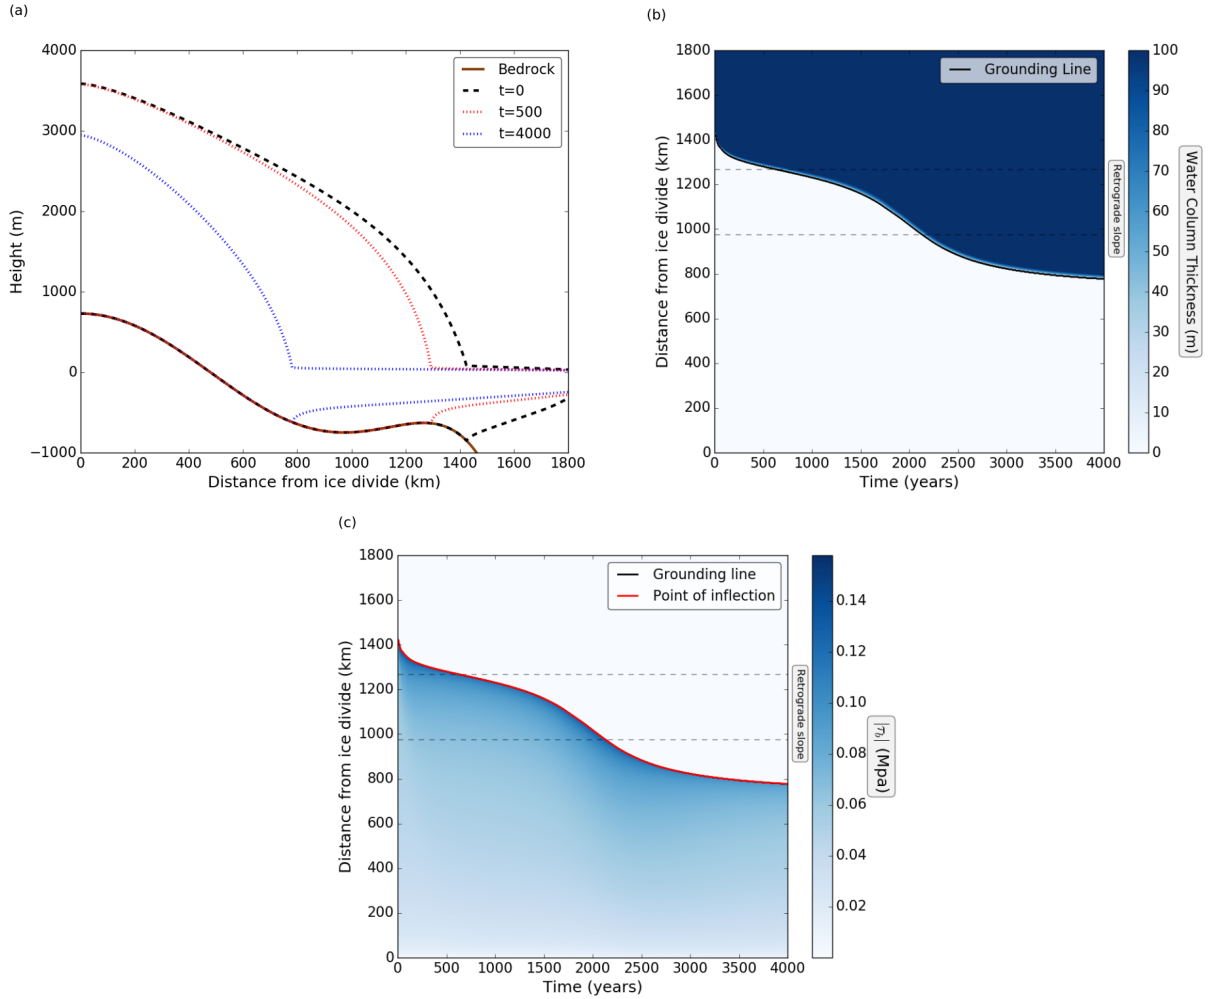 (a)
4000
3000
2000
1000
0
−1000
Height (m)
Bedrock
t=0
t=500
t=4000
0 200 400 600 800 1000 1200 1400 1600 1800
Distance from ice divide (km)
(b)
1800
1600
1400
1200
1000
800
600
400
200
0
Distance from ice divide (km)
Grounding Line
0 500 1000 1500 2000 2500 3000 3500 4000
Time (years)
Retrograde slope
100
90
80
70
60
50
40
30
20
10
0
Water Column Thickness (m)
(c)
1800
1600
1400
1200
1000
800
600
400
200
0
Distance from ice divide (km)
Grounding line
Point of inflection
0 500 1000 1500 2000 2500 3000 3500 4000
Time (years)
Retrograde slope
0.14
0.12
0.10
0.08
0.06
0.04
0.02
|τb| (Mpa)